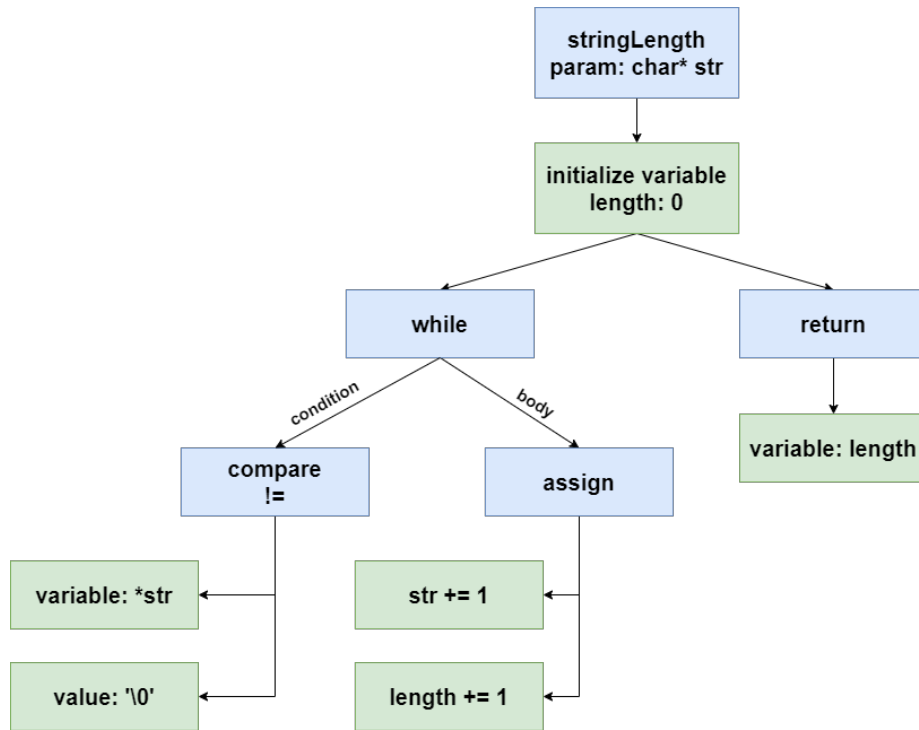 stringLength
param: char* str
initialize variable
length: 0
while
return
condition
body
compare
!=
assign
variable: length
variable: *str
str += 1
value: '\0'
length += 1